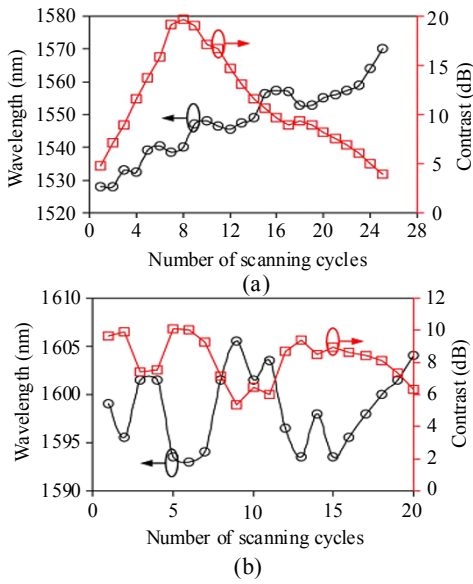 1580
1570
1560
1550
1540
1530
1520
Wavelength (nm)
20
15
10
5
0
Contrast (dB)
0 4 8 12 16 20 24 28
Number of scanning cycles
(a)
1610
1605
1600
1595
1590
Wavelength (nm)
12
10
8
6
4
2
0
Contrast (dB)
0 5 10 15 20
Number of scanning cycles
(b)